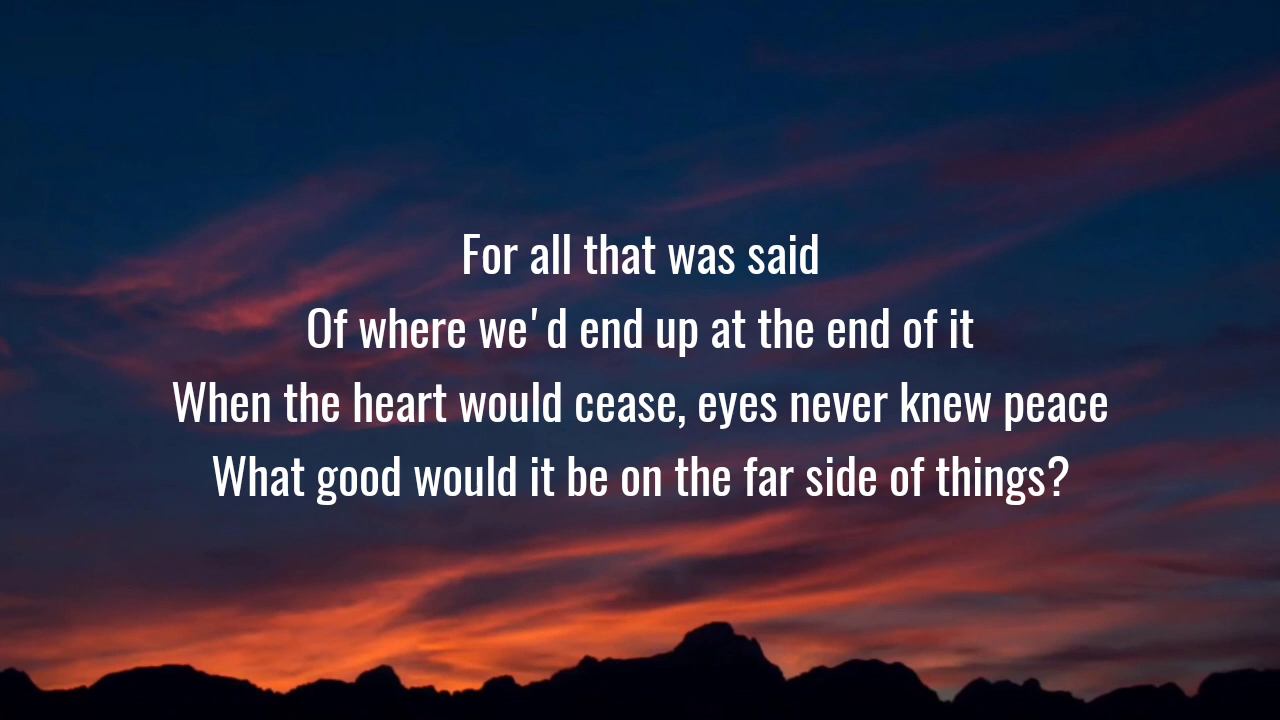 For all that was said
Of where we'd end up at the end of it
When the heart would cease, eyes never knew peace
What good would it be on the far side of things?